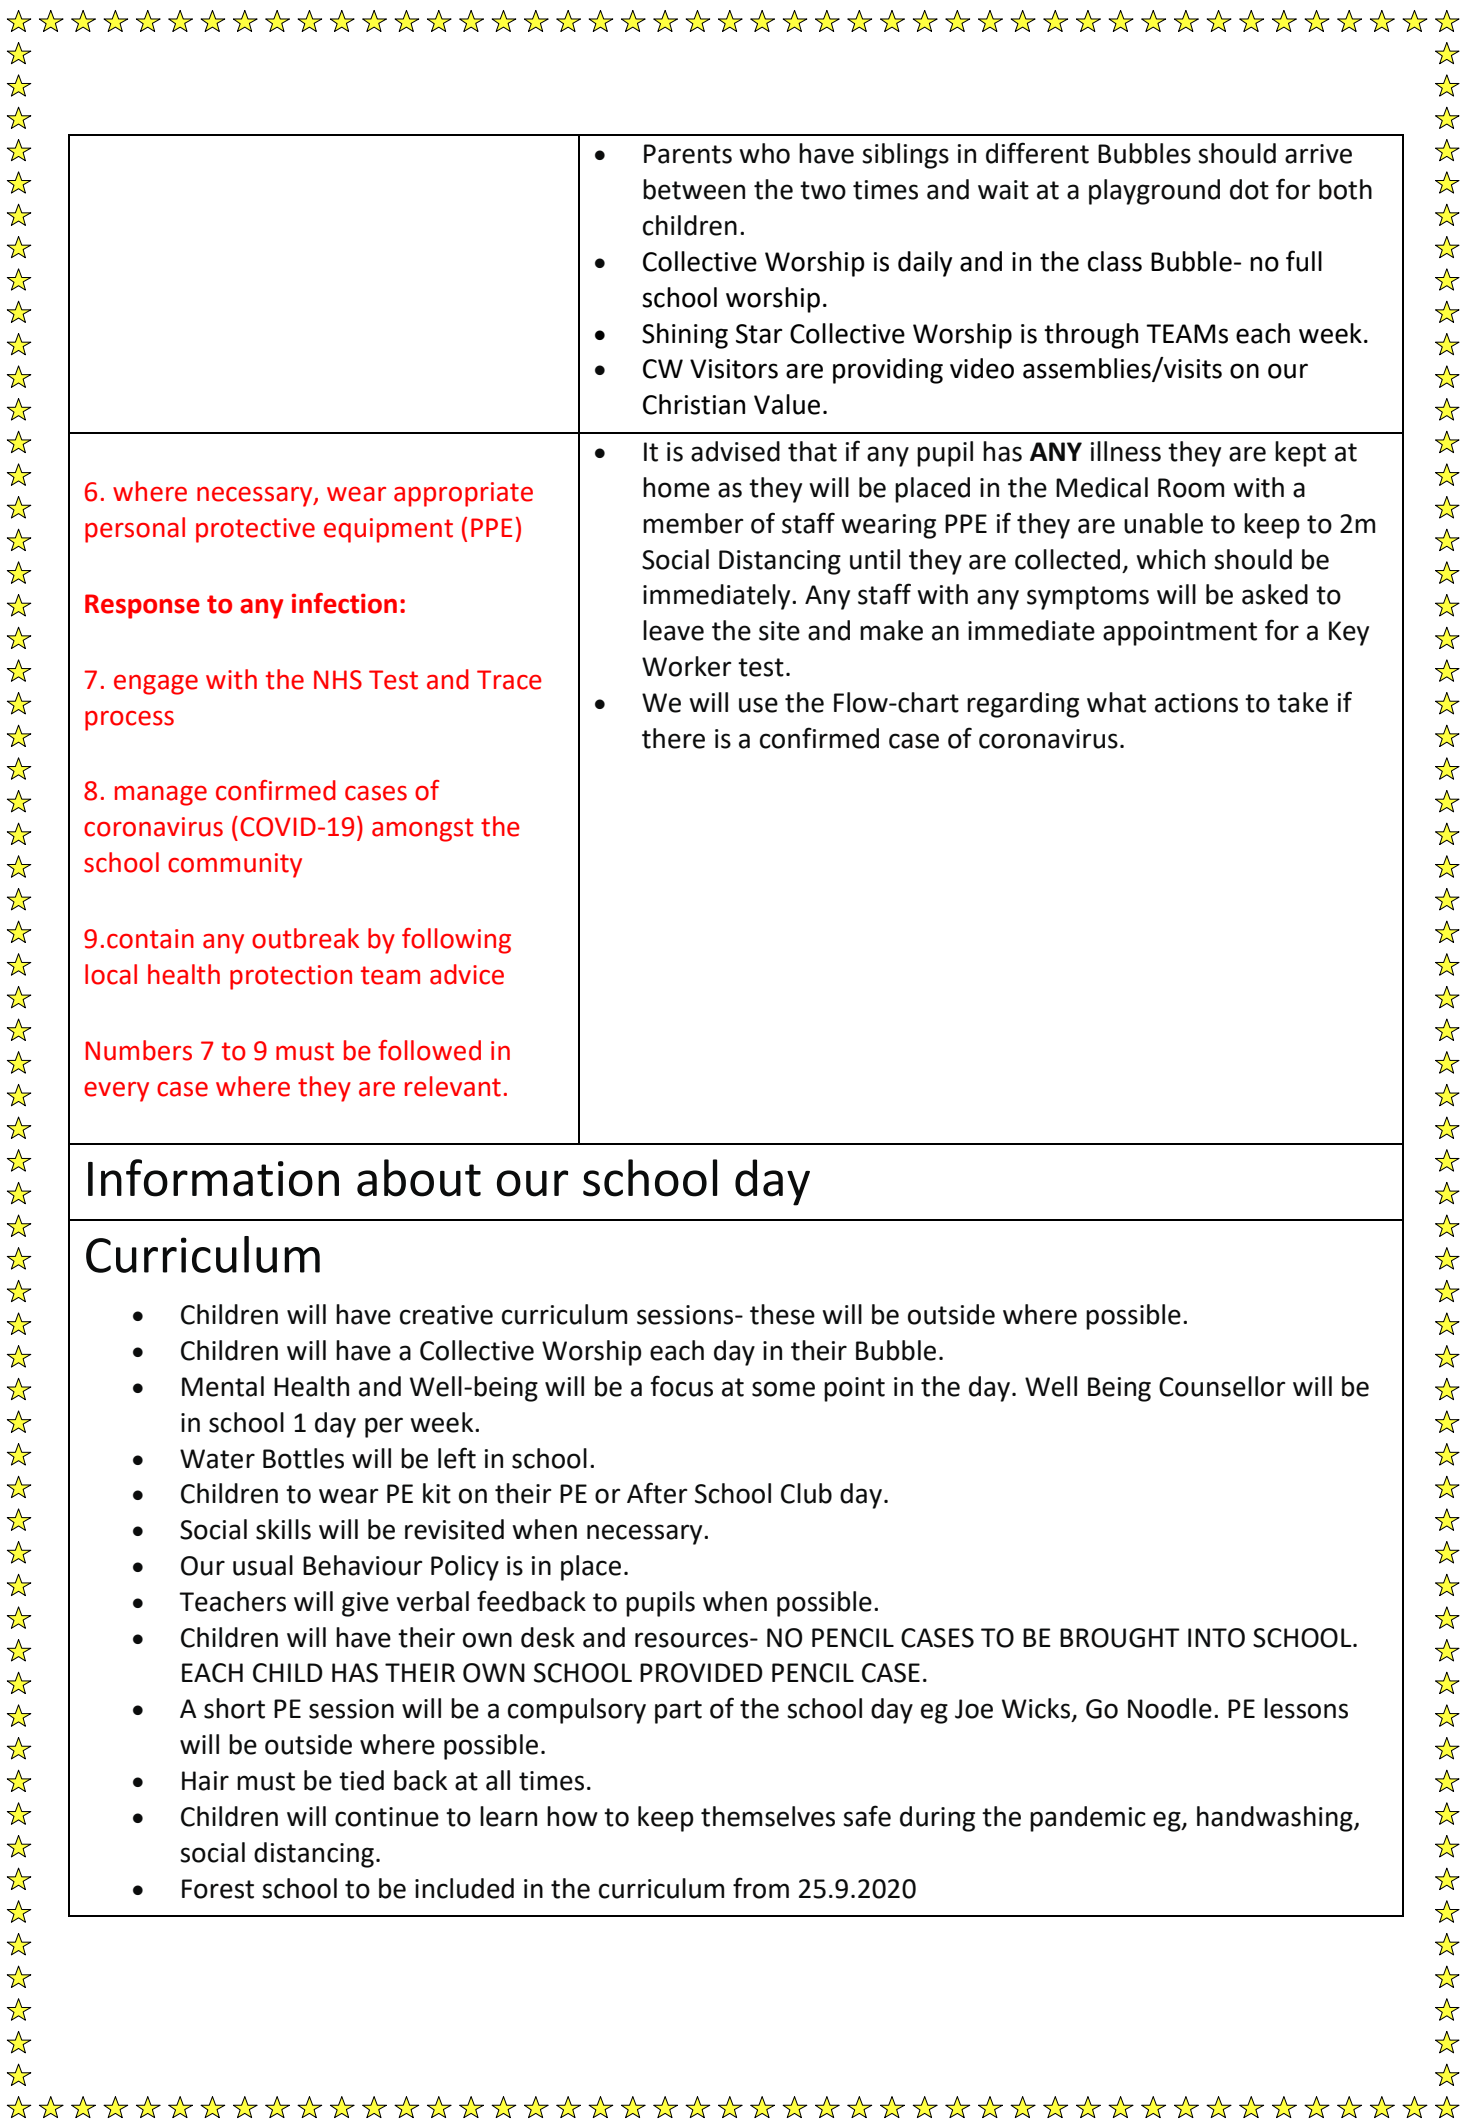 • Parents who have siblings in different Bubbles should arrive
between the two times and wait at a playground dot for both
children.
• Collective Worship is daily and in the class Bubble- no full
school worship.
• Shining Star Collective Worship is through TEAMs each week.
• CW Visitors are providing video assemblies/visits on our
Christian Value.
6. where necessary, wear appropriate
personal protective equipment (PPE)
Response to any infection:
7. engage with the NHS Test and Trace
process
8. manage confirmed cases of
coronavirus (COVID-19) amongst the
school community
9.contain any outbreak by following
local health protection team advice
Numbers 7 to 9 must be followed in
every case where they are relevant.
• It is advised that if any pupil has ANY illness they are kept at
home as they will be placed in the Medical Room with a
member of staff wearing PPE if they are unable to keep to 2m
Social Distancing until they are collected, which should be
immediately. Any staff with any symptoms will be asked to
leave the site and make an immediate appointment for a Key
Worker test.
• We will use the Flow-chart regarding what actions to take if
there is a confirmed case of coronavirus.
Information about our school day
Curriculum
• Children will have creative curriculum sessions- these will be outside where possible.
• Children will have a Collective Worship each day in their Bubble.
• Mental Health and Well-being will be a focus at some point in the day. Well Being Counsellor will be
in school 1 day per week.
• Water Bottles will be left in school.
• Children to wear PE kit on their PE or After School Club day.
• Social skills will be revisited when necessary.
• Our usual Behaviour Policy is in place.
• Teachers will give verbal feedback to pupils when possible.
• Children will have their own desk and resources- NO PENCIL CASES TO BE BROUGHT INTO SCHOOL.
EACH CHILD HAS THEIR OWN SCHOOL PROVIDED PENCIL CASE.
• A short PE session will be a compulsory part of the school day eg Joe Wicks, Go Noodle. PE lessons
will be outside where possible.
• Hair must be tied back at all times.
• Children will continue to learn how to keep themselves safe during the pandemic eg, handwashing,
social distancing.
• Forest school to be included in the curriculum from 25.9.2020